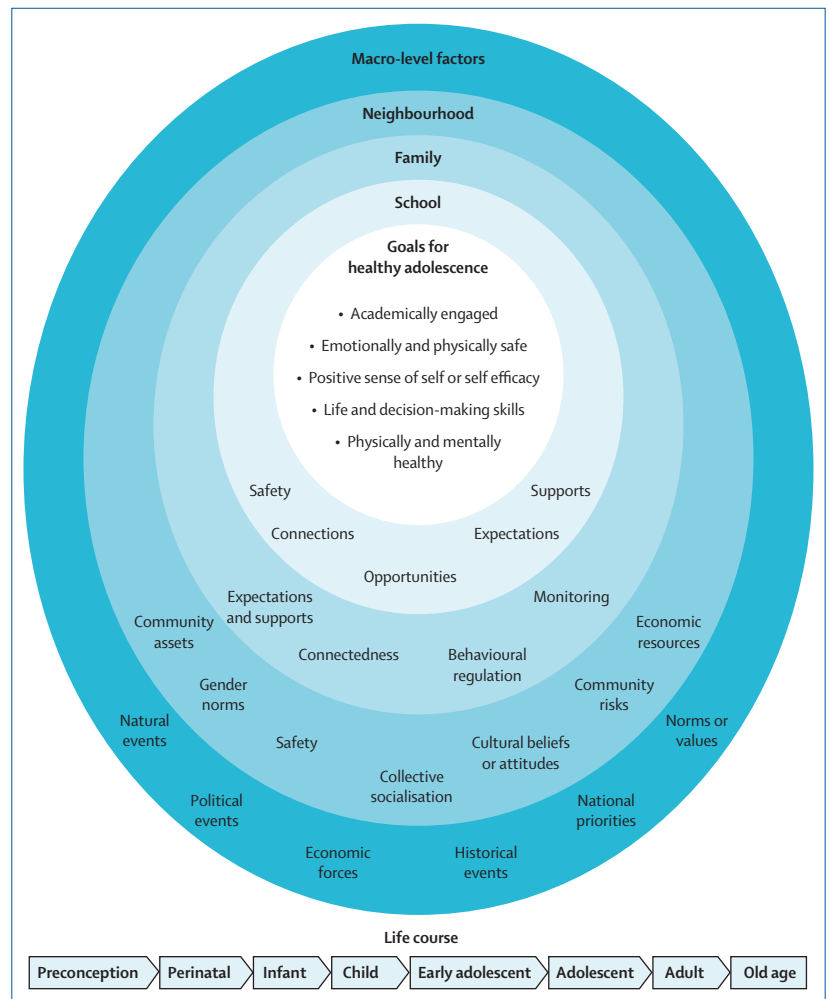 Macro-level factors
Neighbourhood
Family
School
Goals for
healthy adolescence
• Academically engaged
• Emotionally and physically safe
• Positive sense of self or self efficacy
• Life and decision-making skills
• Physically and mentally
healthy
Safety
Supports
Connections
Expectations
Opportunities
Expectations
and supports
Monitoring
Connectedness
Behavioural
regulation
Community
assets
Economic
resources
Gender
norms
Community
risks
Safety
Cultural beliefs
or attitudes
Collective
socialisation
Natural
events
Norms or
values
Political
events
National
priorities
Economic
forces
Historical
events
Life course
Preconception
Perinatal
Infant
Child
Early adolescent
Adolescent
Adult
Old age